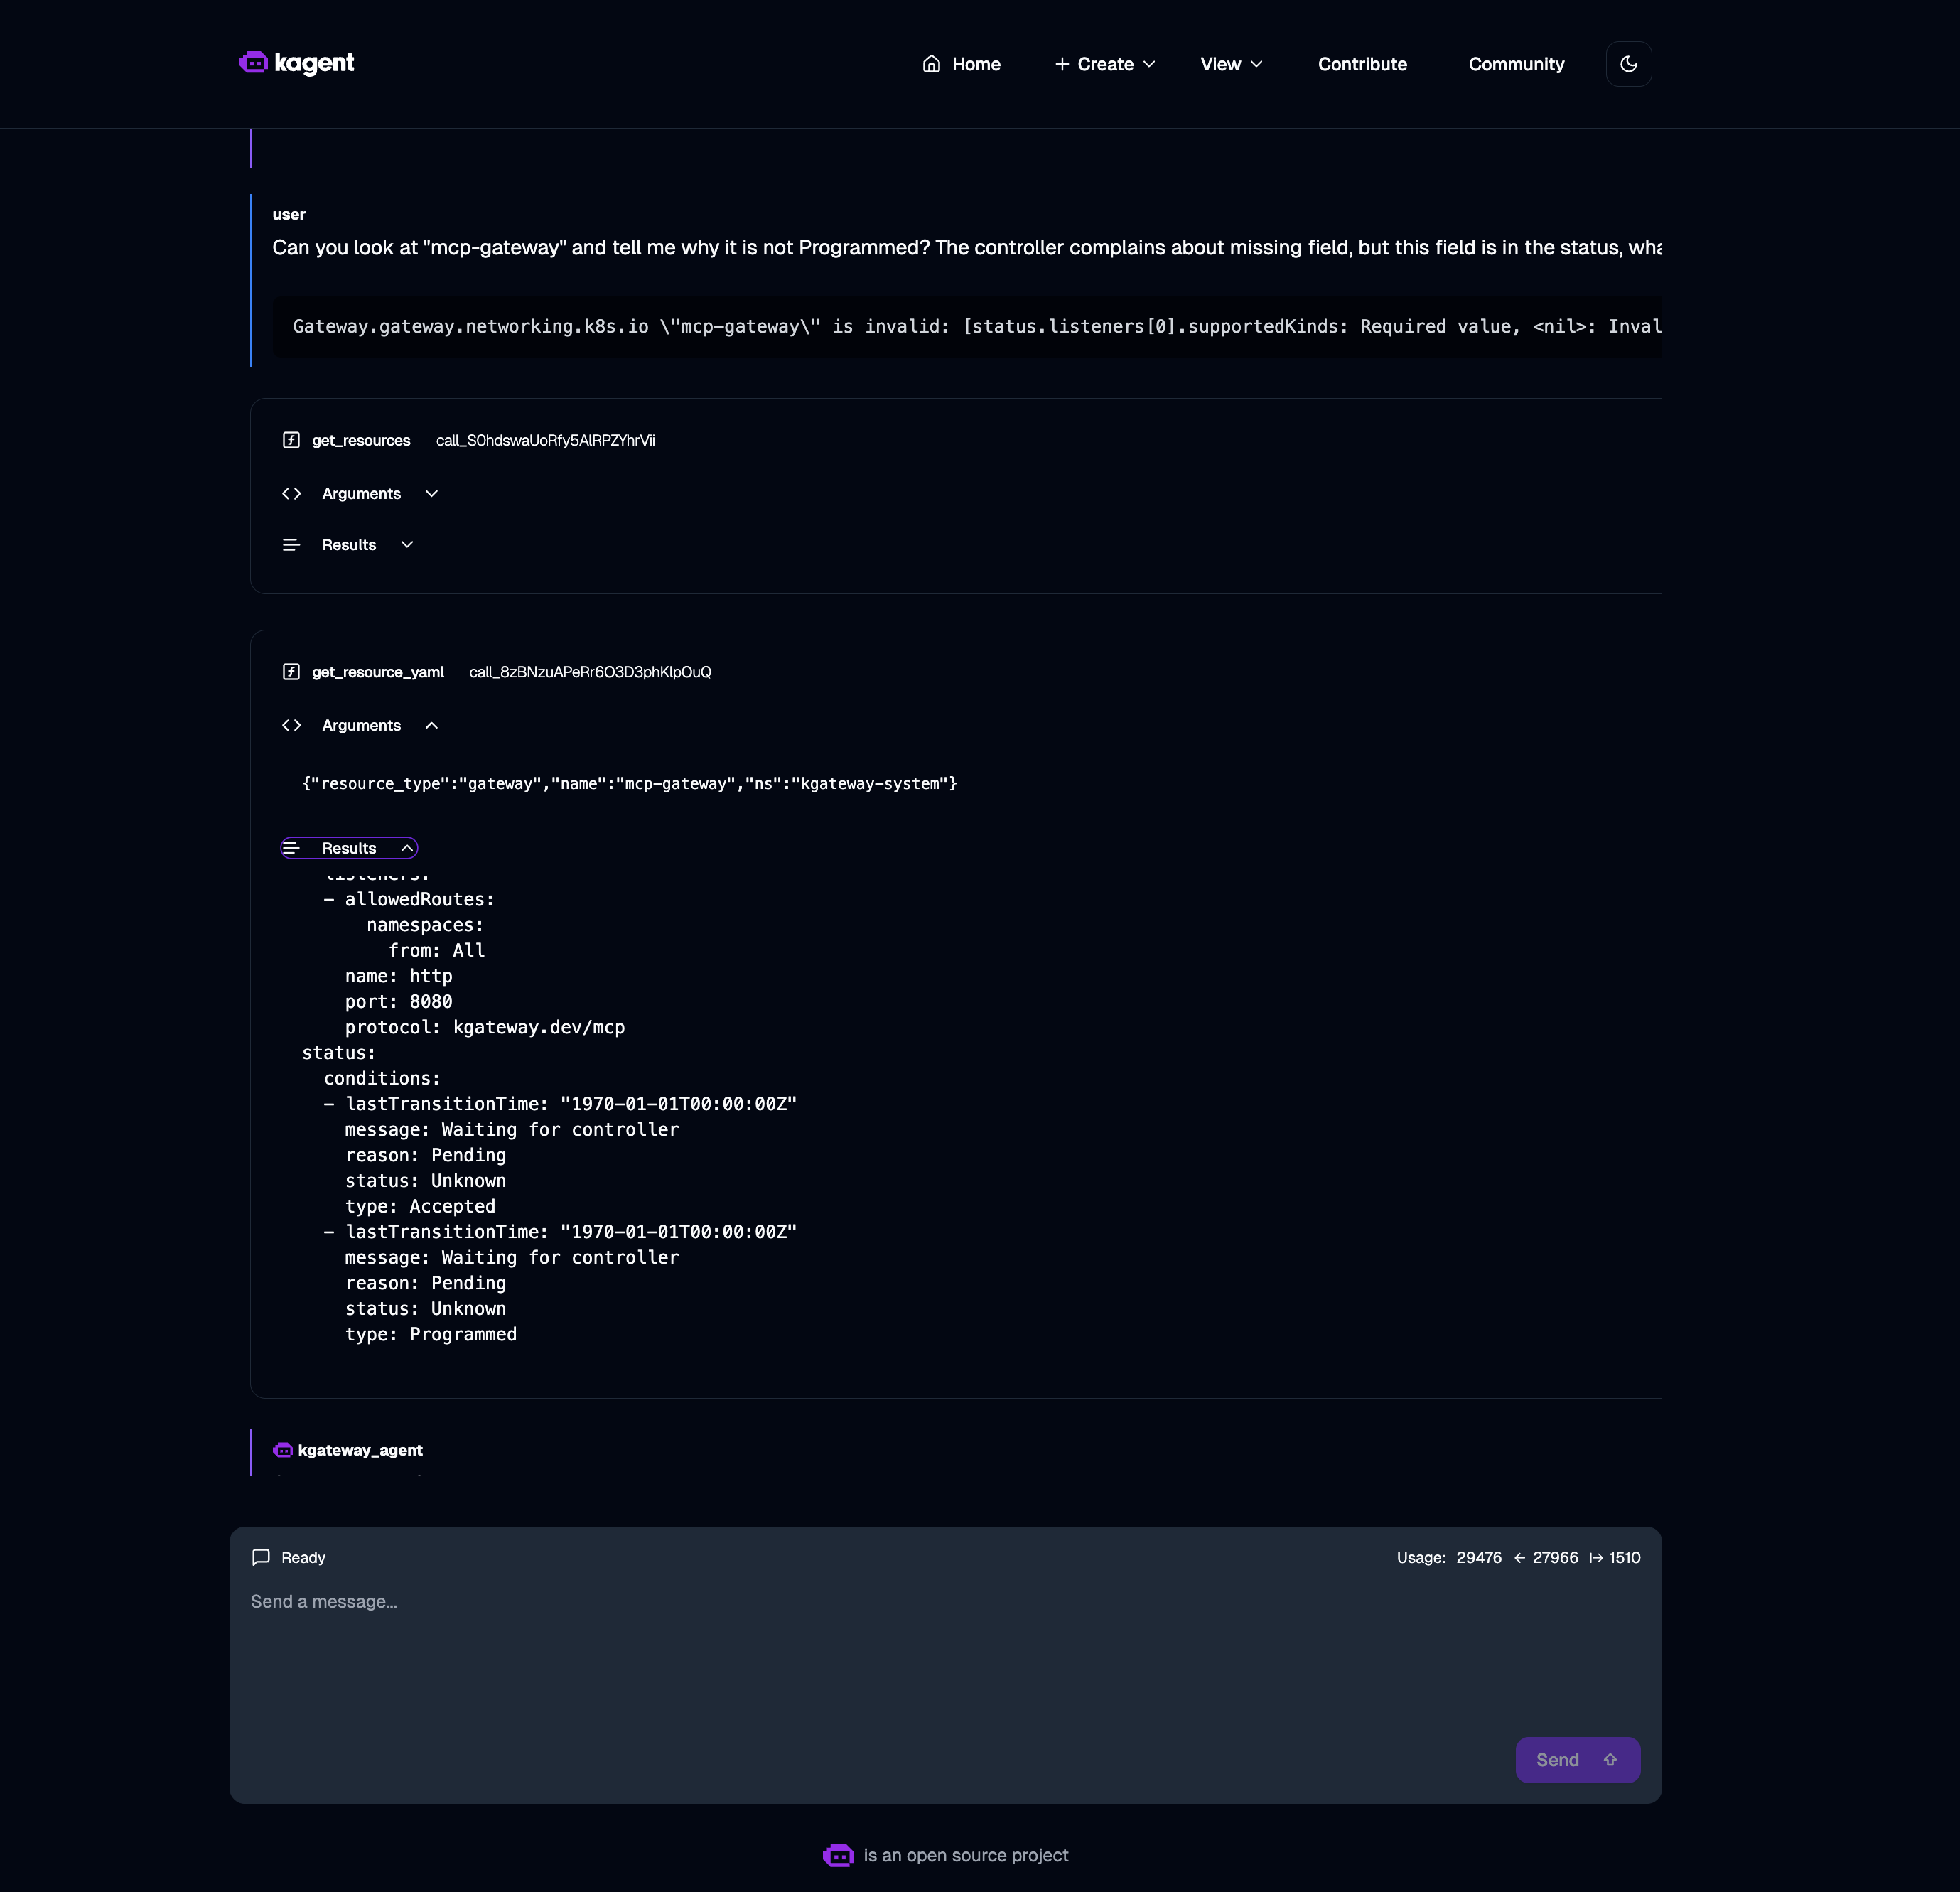 kagent
Home
Create
View
Contribute
Community
user
Can you look at "mcp-gateway" and tell me why it is not Programmed? The controller complains about missing field, but this field is in the status, wha
Gateway.gateway.networking.k8s.io \"mcp-gateway\" is invalid: [status.listeners[0].supportedKinds: Required value, <nil>: Inval
get_resources call_S0hdswaUoRfy5AlRPZYhrVii
Arguments
Results
get_resource_yaml call_8zBNzuAPeRr6O3D3phKlpOuQ
Arguments
{"resource_type":"gateway","name":"mcp-gateway","ns":"kgateway-system"}
Results
listeners:
- allowedRoutes:
namespaces:
from: All
name: http
port: 8080
protocol: kgateway.dev/mcp
status:
conditions:
- lastTransitionTime: "1970-01-01T00:00:00Z"
message: Waiting for controller
reason: Pending
status: Unknown
type: Accepted
- lastTransitionTime: "1970-01-01T00:00:00Z"
message: Waiting for controller
reason: Pending
status: Unknown
type: Programmed
kgateway_agent
Ready
Usage: 29476 ← 27966 ↦ 1510
Send a message...
Send
is an open source project